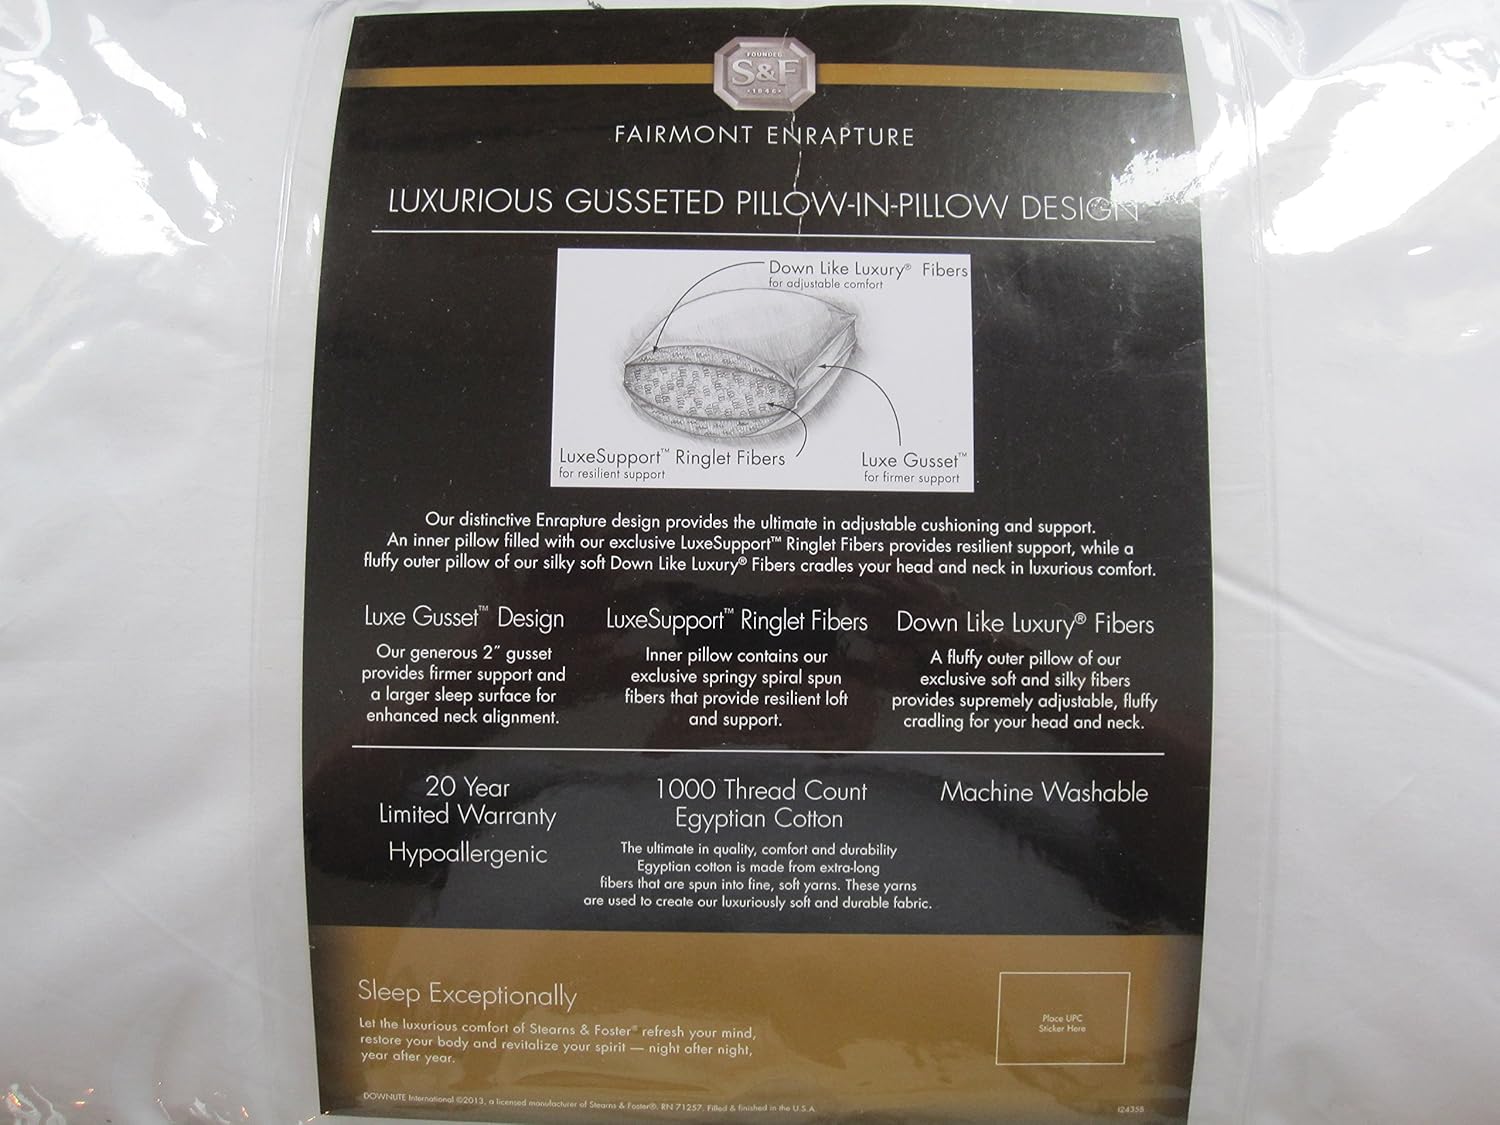 FOUNDED
S&F
•1846•
FAIRMONT ENRAPTURE
LUXURIOUS GUSSETED PILLOW-IN-PILLOW DESIGN
Down Like Luxury® Fibers
for adjustable comfort
LuxeSupport™ Ringlet Fibers
for resilient support
Luxe Gusset™
for firmer support
Our distinctive Enrapture design provides the ultimate in adjustable cushioning and support.
An inner pillow filled with our exclusive LuxeSupport™ Ringlet Fibers provides resilient support, while a
fluffy outer pillow of our silky soft Down Like Luxury® Fibers cradles your head and neck in luxurious comfort.
Luxe Gusset™ Design
Our generous 2″ gusset
provides firmer support and
a larger sleep surface for
enhanced neck alignment.
LuxeSupport™ Ringlet Fibers
Inner pillow contains our
exclusive springy spiral spun
fibers that provide resilient loft
and support.
Down Like Luxury® Fibers
A fluffy outer pillow of our
exclusive soft and silky fibers
provides supremely adjustable, fluffy
cradling for your head and neck.
20 Year
Limited Warranty
Hypoallergenic
1000 Thread Count
Egyptian Cotton
The ultimate in quality, comfort and durability
Egyptian cotton is made from extra-long
fibers that are spun into fine, soft yarns. These yarns
are used to create our luxuriously soft and durable fabric.
Machine Washable
Sleep Exceptionally
Let the luxurious comfort of Stearns & Foster® refresh your mind,
restore your body and revitalize your spirit — night after night,
year after year.
Place UPC
Sticker Here
DOWNLITE International ©2013, a licensed manufacturer of Stearns & Foster®. RN 71257. Filled & finished in the U.S.A.
I24358